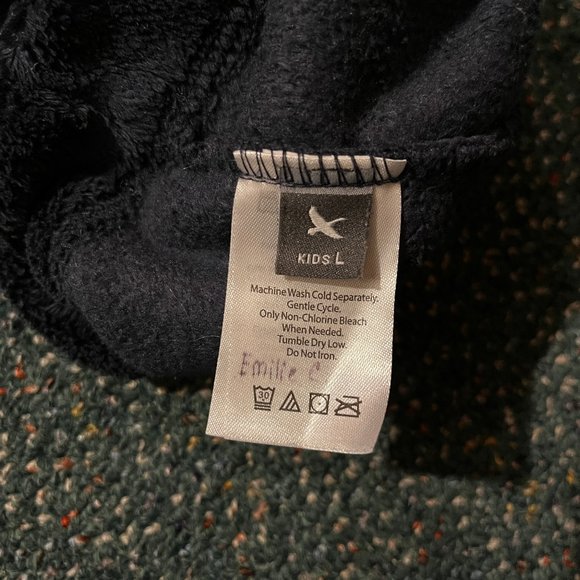 KIDS L
Machine Wash Cold Separately.
Gentle Cycle.
Only Non-Chlorine Bleach
When Needed.
Tumble Dry Low.
Do Not Iron.
Emilie C
30